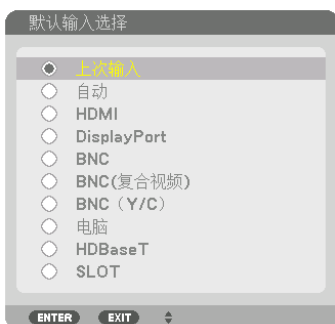 默认输入选择
上次输入
自动
HDMI
DisplayPort
BNC
BNC(复合视频)
BNC（Y/C）
电脑
HDBaseT
SLOT
ENTER EXIT